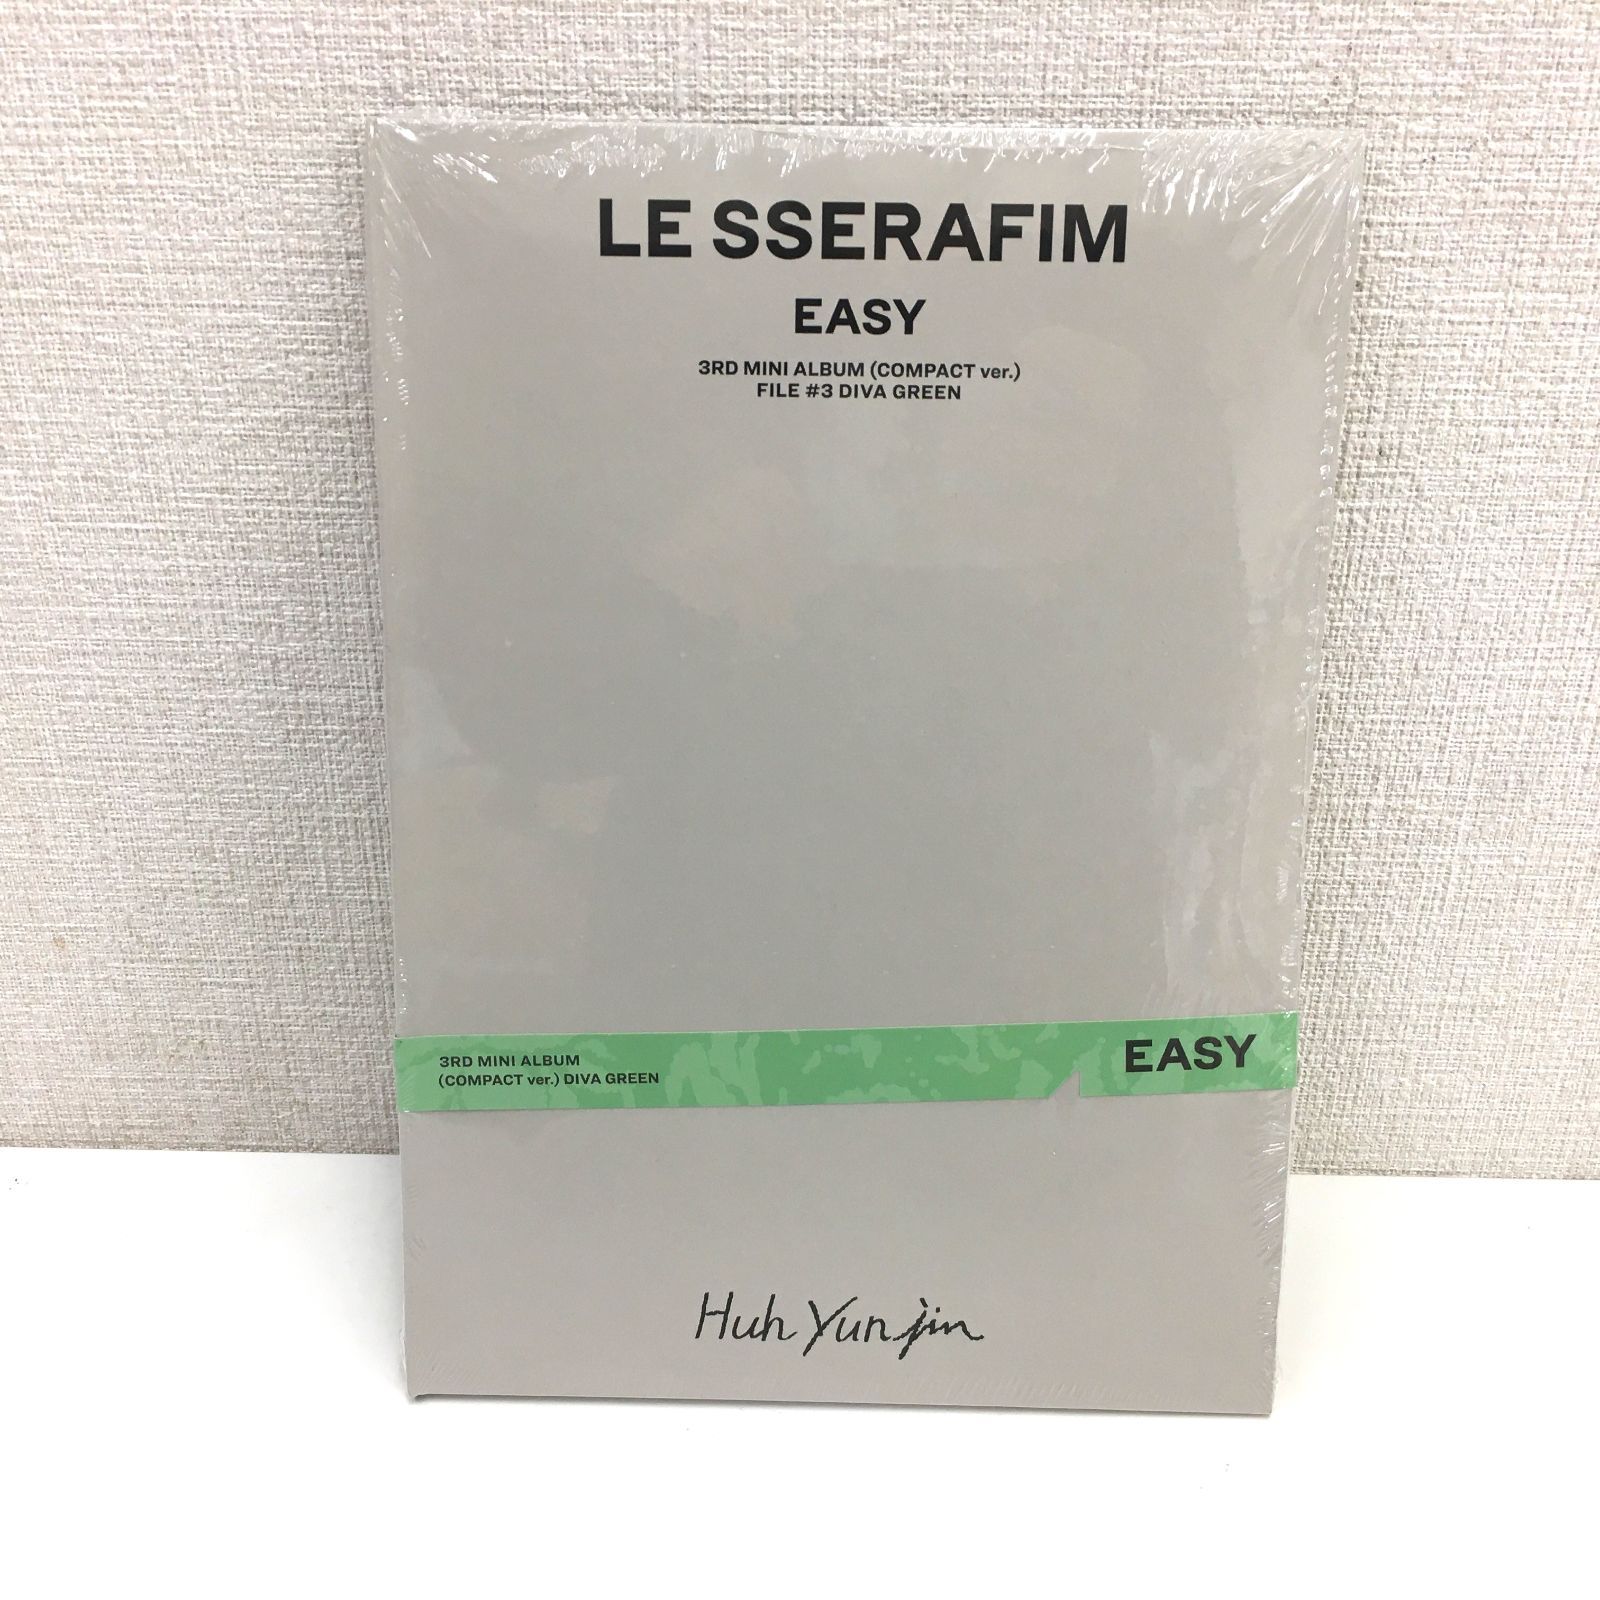 LE SSERAFIM
EASY
3RD MINI ALBUM (COMPACT ver.)
FILE #3 DIVA GREEN
3RD MINI ALBUM
(COMPACT ver.) DIVA GREEN
EASY
Huh Yunjin